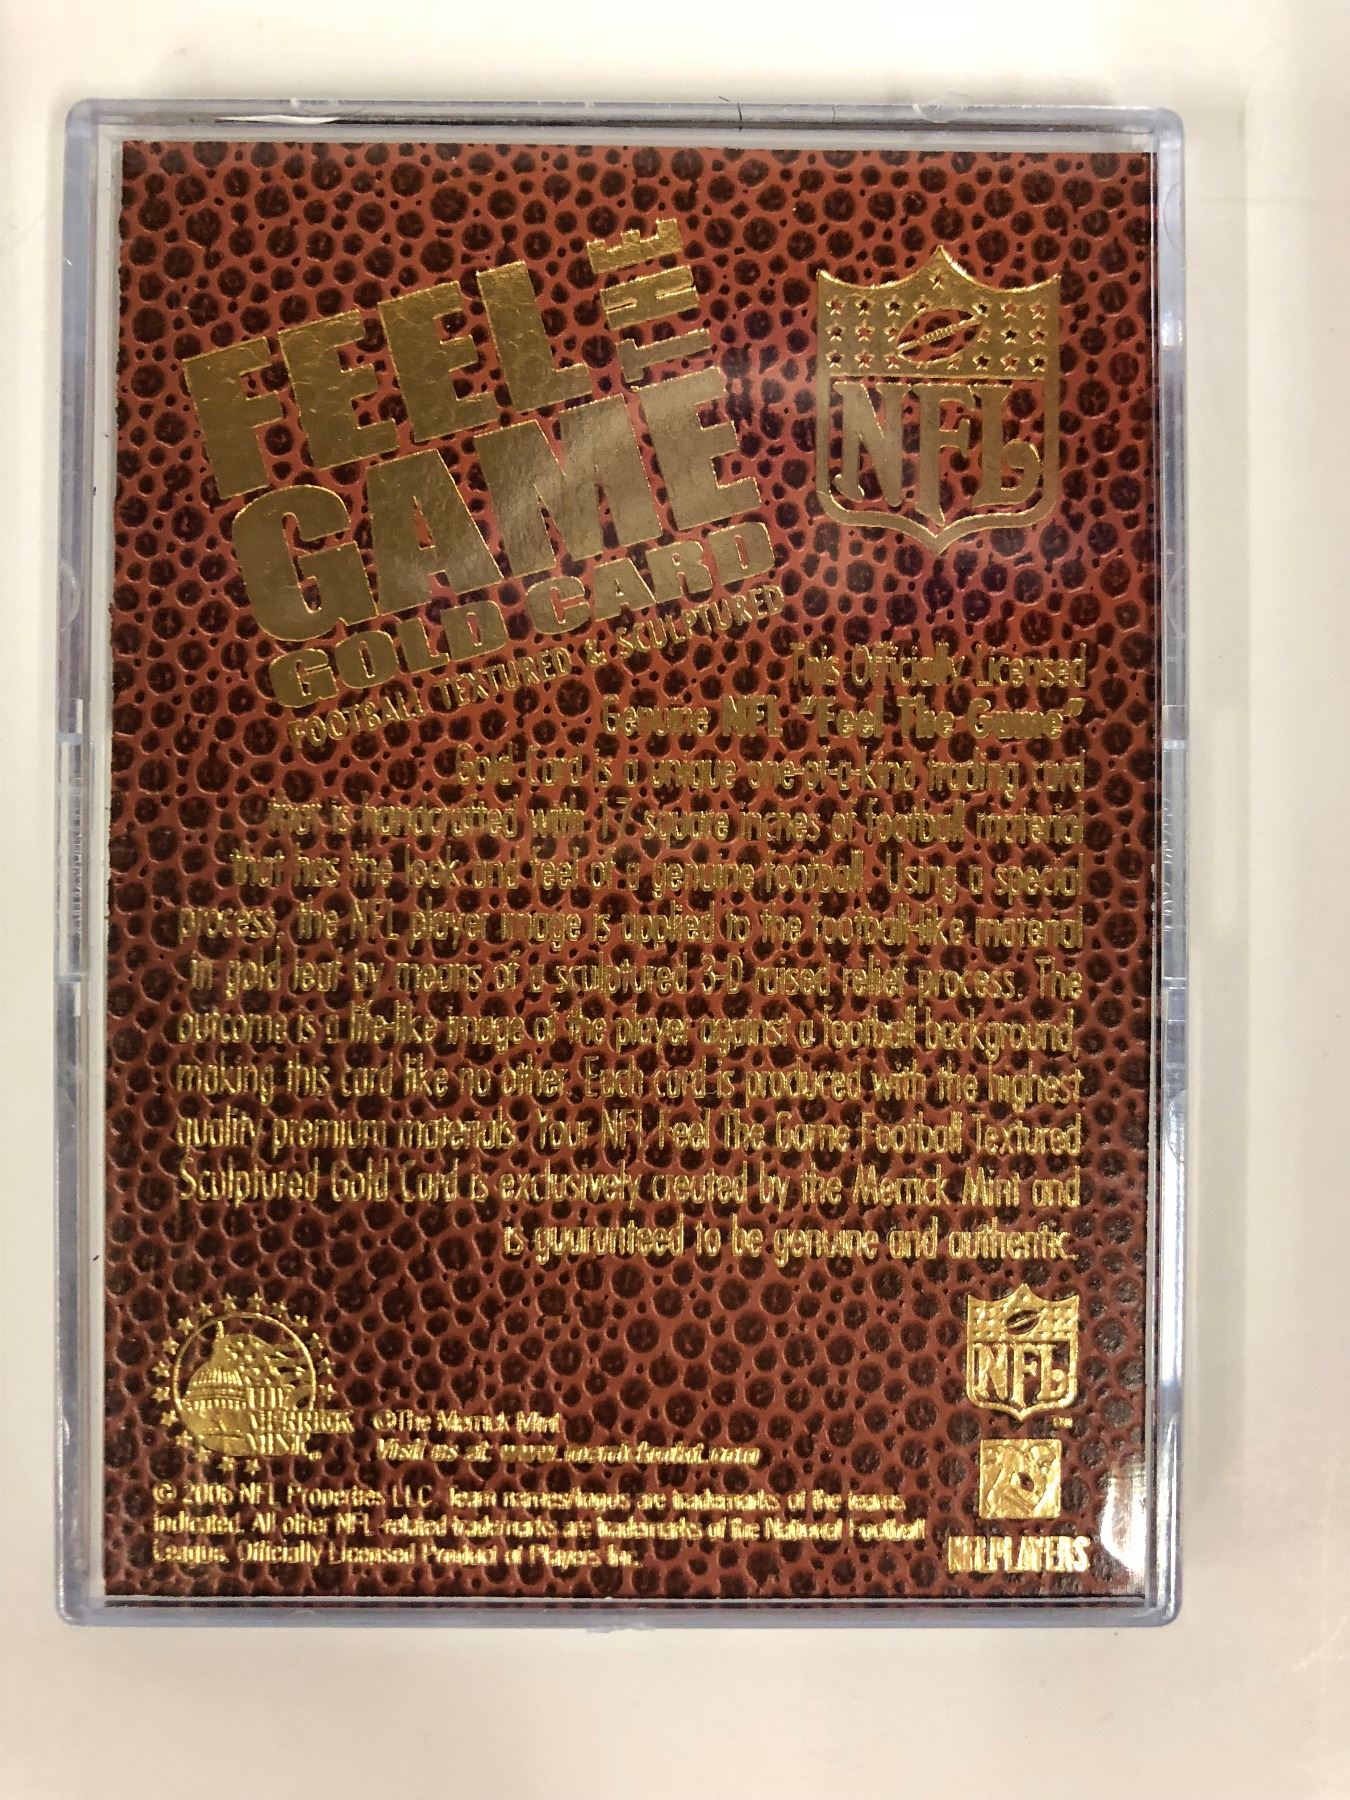 FEEL THE
GAME
GOLD CARD
FOOTBALL TEXTURED & SCULPTURED
NFL
This Officially Licensed
Genuine NFL "Feel The Game"
Gold Card is a unique one-of-a-kind trading card
that is handcrafted with 17 square inches of football material
that has the look and feel of a genuine football. Using a special
process, the NFL player image is applied to the football-like material
in gold leaf by means of a sculptured 3-D raised relief process. The
outcome is a life-like image of the player against a football background,
making this card like no other. Each card is produced with the highest
quality premium materials. Your NFL Feel The Game Football Textured
Sculptured Gold Card is exclusively created by the Merrick Mint and
is guaranteed to be genuine and authentic.
NFL
MERRICK
MINT
©The Merrick Mint
Visit us at www.merrickmint.com
© 2006 NFL Properties LLC. Team names/logos are trademarks of the teams
indicated. All other NFL-related trademarks are trademarks of the National Football
League. Officially Licensed Product of Players Inc.
NFLPLAYERS